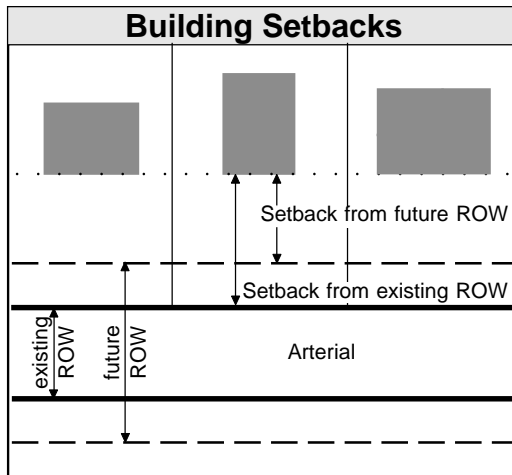 Building Setbacks
Setback from future ROW
Setback from existing ROW
existing
ROW
future
ROW
Arterial